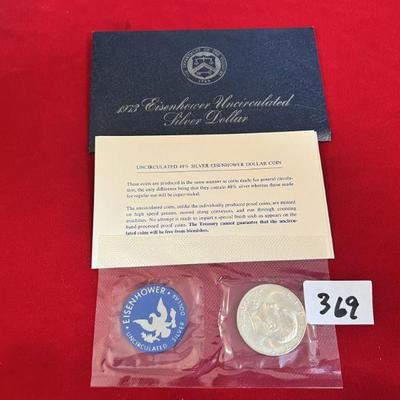 1973 Eisenhower Uncirculated
Silver Dollar
UNCIRCULATED 40% SILVER EISENHOWER DOLLAR COIN
These coins are produced in the same manner as coins made for general circula-
tion, the only difference being that they contain 40% silver whereas those made
for regular use will be cupro-nickel.
The uncirculated coins, unlike the individually produced proof coins, are minted
on high speed presses, moved along conveyors, and run through counting
machines. No attempt is made to impart a special finish such as appears on the
hand-processed proof coins. The Treasury cannot guarantee that the uncircu-
lated coins will be free from blemishes.
EISENHOWER DOLLAR
UNCIRCULATED SILVER
369